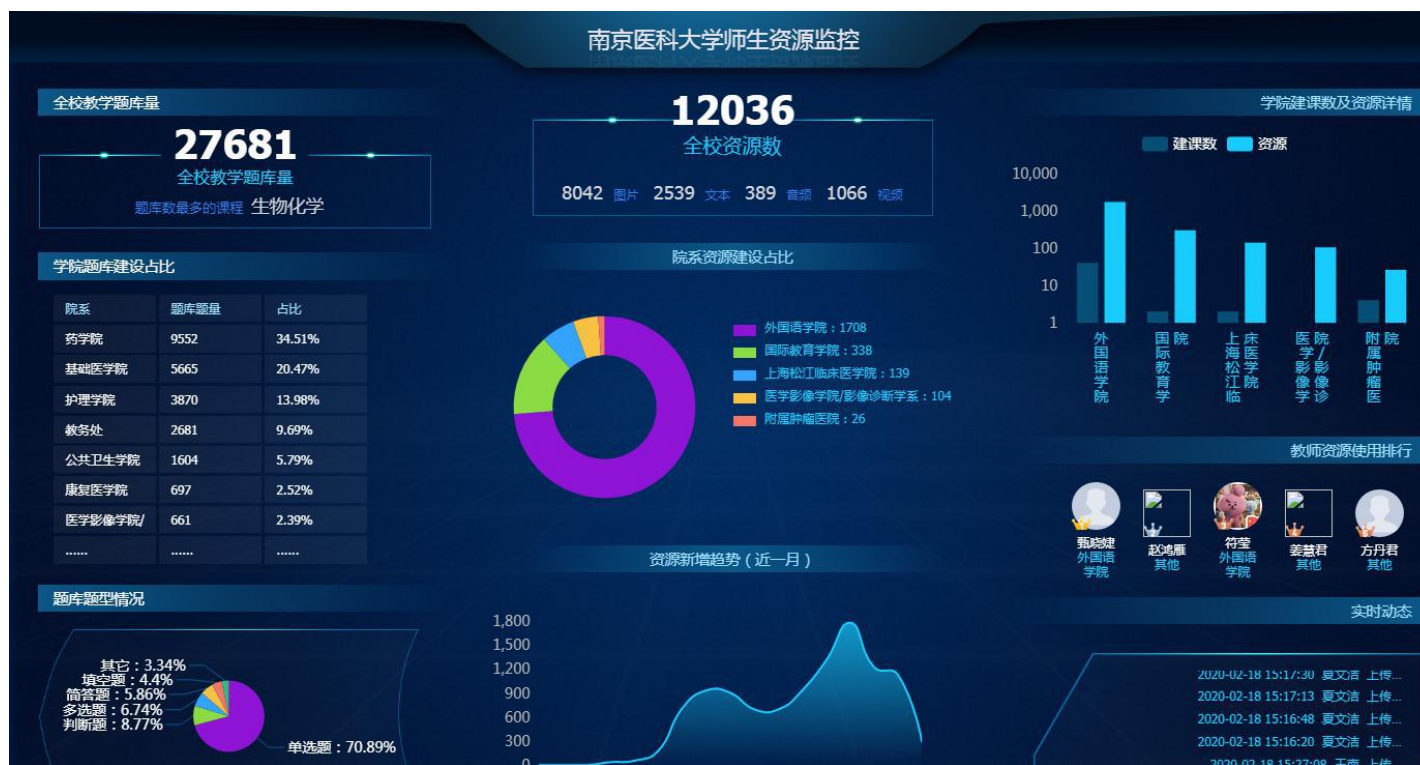 南京医科大学师生资源监控
全校教学题库量
27681
全校教学题库量
题库数最多的课程 生物化学
学院题库建设占比
院系 题库题量 占比
药学院 9552 34.51%
基础医学院 5665 20.47%
护理学院 3870 13.98%
教务处 2681 9.69%
公共卫生学院 1604 5.79%
康复医学院 697 2.52%
医学影像学院/ 661 2.39%
...... ...... ......
题库题型情况
其它：3.34%
填空题：4.4%
简答题：5.86%
多选题：6.74%
判断题：8.77%
单选题：70.89%
12036
全校资源数
8042 图片 2539 文本 389 音频 1066 视频
院系资源建设占比
外国语学院：1708
国际教育学院：338
上海松江临床医学院：139
医学影像学院/影像诊断学系：104
附属肿瘤医院：26
资源新增趋势（近一月）
1,800
1,500
1,200
900
600
300
0
学院建课数及资源详情
建课数 资源
10,000
1,000
100
10
1
外国语学院
国际教育学院
上海松江临床医学院
医学影像学院/影像诊
附属肿瘤医院
教师资源使用排行
甄晓婕 赵鸿雁 符莹 姜慧君 方丹君
外国语学院 其他 外国语学院 其他 其他
实时动态
2020-02-18 15:17:30 夏文洁 上传...
2020-02-18 15:17:13 夏文洁 上传...
2020-02-18 15:16:48 夏文洁 上传...
2020-02-18 15:16:20 夏文洁 上传...